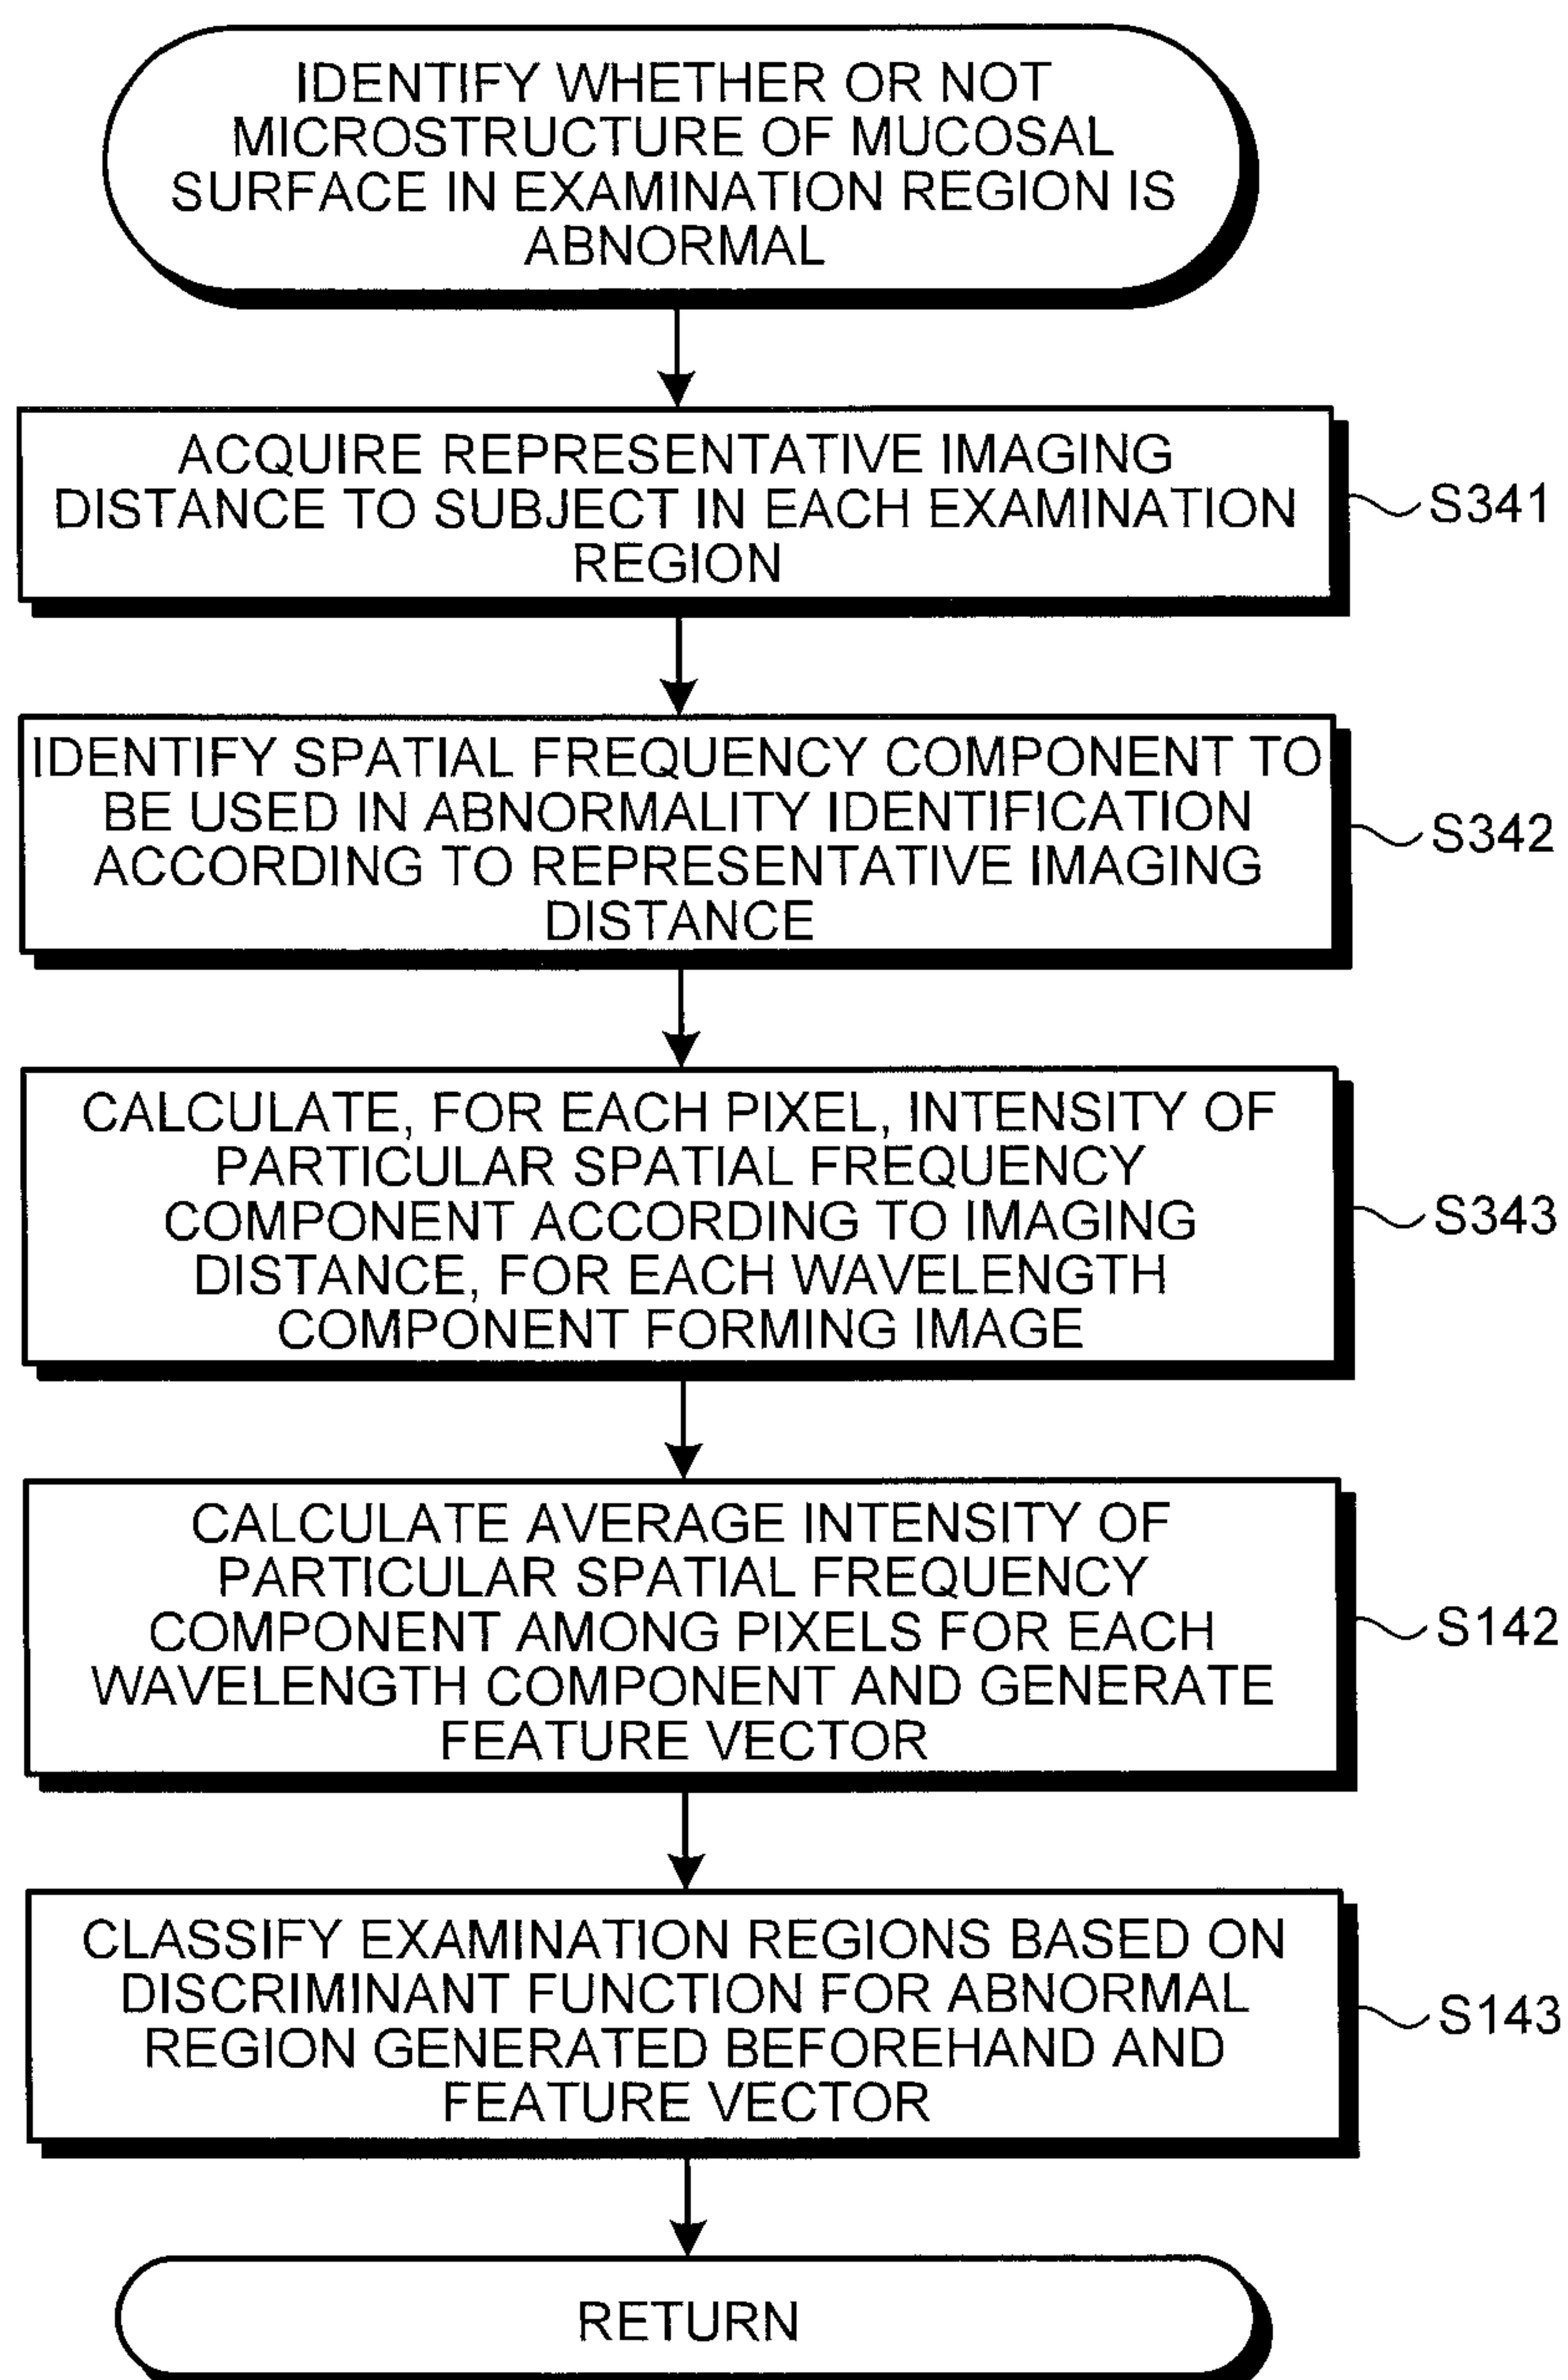 IDENTIFY WHETHER OR NOT
MICROSTRUCTURE OF MUCOSAL
SURFACE IN EXAMINATION REGION IS
ABNORMAL
ACQUIRE REPRESENTATIVE IMAGING
DISTANCE TO SUBJECT IN EACH EXAMINATION
REGION
S341
IDENTIFY SPATIAL FREQUENCY COMPONENT TO
BE USED IN ABNORMALITY IDENTIFICATION
ACCORDING TO REPRESENTATIVE IMAGING
DISTANCE
S342
CALCULATE, FOR EACH PIXEL, INTENSITY OF
PARTICULAR SPATIAL FREQUENCY
COMPONENT ACCORDING TO IMAGING
DISTANCE, FOR EACH WAVELENGTH
COMPONENT FORMING IMAGE
S343
CALCULATE AVERAGE INTENSITY OF
PARTICULAR SPATIAL FREQUENCY
COMPONENT AMONG PIXELS FOR EACH
WAVELENGTH COMPONENT AND GENERATE
FEATURE VECTOR
S142
CLASSIFY EXAMINATION REGIONS BASED ON
DISCRIMINANT FUNCTION FOR ABNORMAL
REGION GENERATED BEFOREHAND AND
FEATURE VECTOR
S143
RETURN